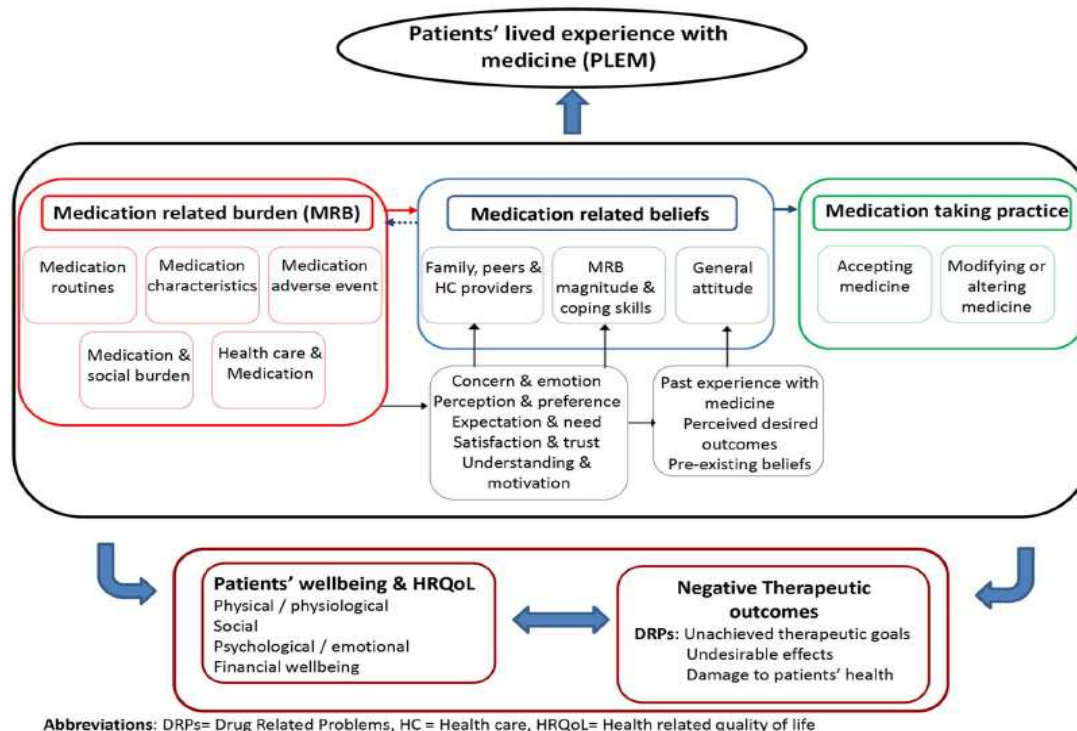 Patients' lived experience with
medicine (PLEM)
Medication related burden (MRB)
Medication
routines
Medication
characteristics
Medication
adverse event
Medication &
social burden
Health care &
Medication
Medication related beliefs
Family, peers &
HC providers
MRB
magnitude &
coping skills
General
attitude
Medication taking practice
Accepting
medicine
Modifying or
altering
medicine
Concern & emotion
Perception & preference
Expectation & need
Satisfaction & trust
Understanding &
motivation
Past experience with
medicine
Perceived desired
outcomes
Pre-existing beliefs
Patients' wellbeing & HRQoL
Physical / physiological
Social
Psychological / emotional
Financial wellbeing
Negative Therapeutic
outcomes
DRPs: Unachieved therapeutic goals
Undesirable effects
Damage to patients' health
Abbreviations: DRPs= Drug Related Problems, HC = Health care, HRQoL= Health related quality of life